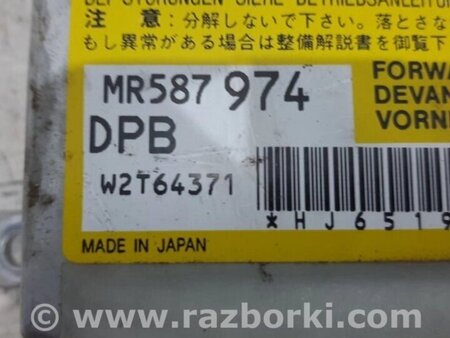 注 意：分解しないで下さい。落とさな
もし異常がある場合は整備解説書を御覧下
FORWA
DEVAN
VORNE
MR587 974
DPB
W2T64371
*HJ6519
MADE IN JAPAN
www.razborki.com